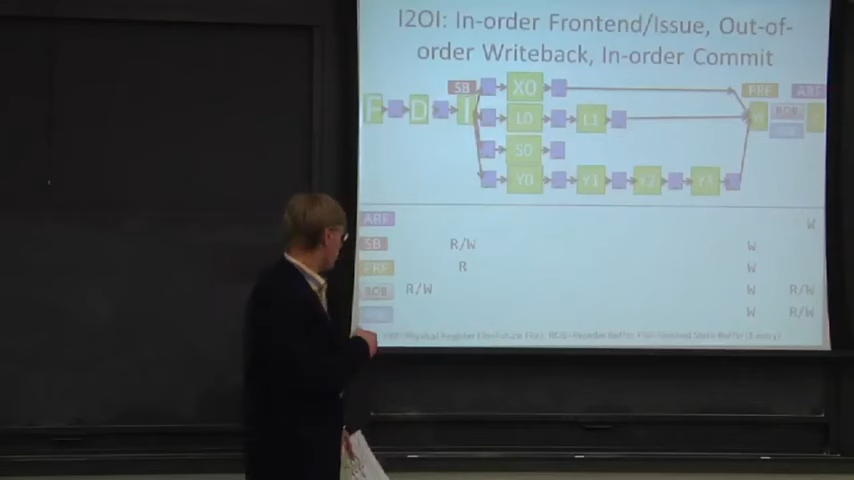 I2OI: In-order Frontend/Issue, Out-of-
order Writeback, In-order Commit
SB
X0
PRF
ARF
F
D
I
L0
L1
W
ROB
S0
Y0
Y1
Y2
Y3
ARF
W
SB
R/W
W
PRF
R
W
ROB
R/W
W
R/W
W
R/W